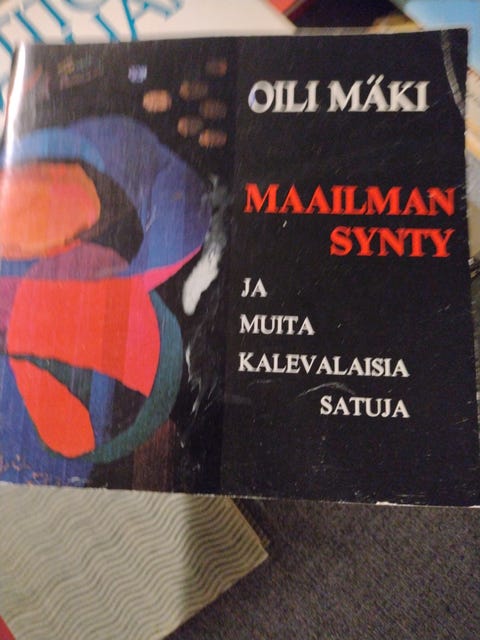 OILI MÄKI
MAAILMAN
SYNTY
JA
MUITA
KALEVALAISIA
SATUJA